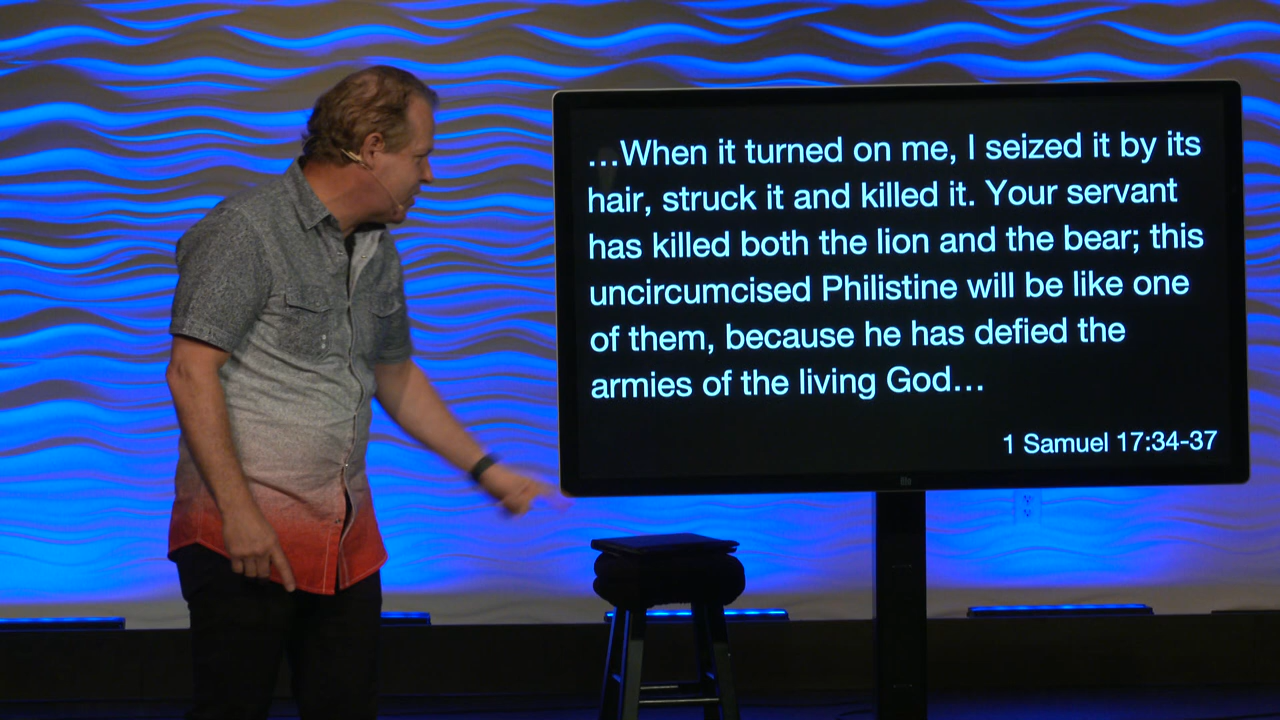 …When it turned on me, I seized it by its
hair, struck it and killed it. Your servant
has killed both the lion and the bear; this
uncircumcised Philistine will be like one
of them, because he has defied the
armies of the living God…
1 Samuel 17:34-37
elo